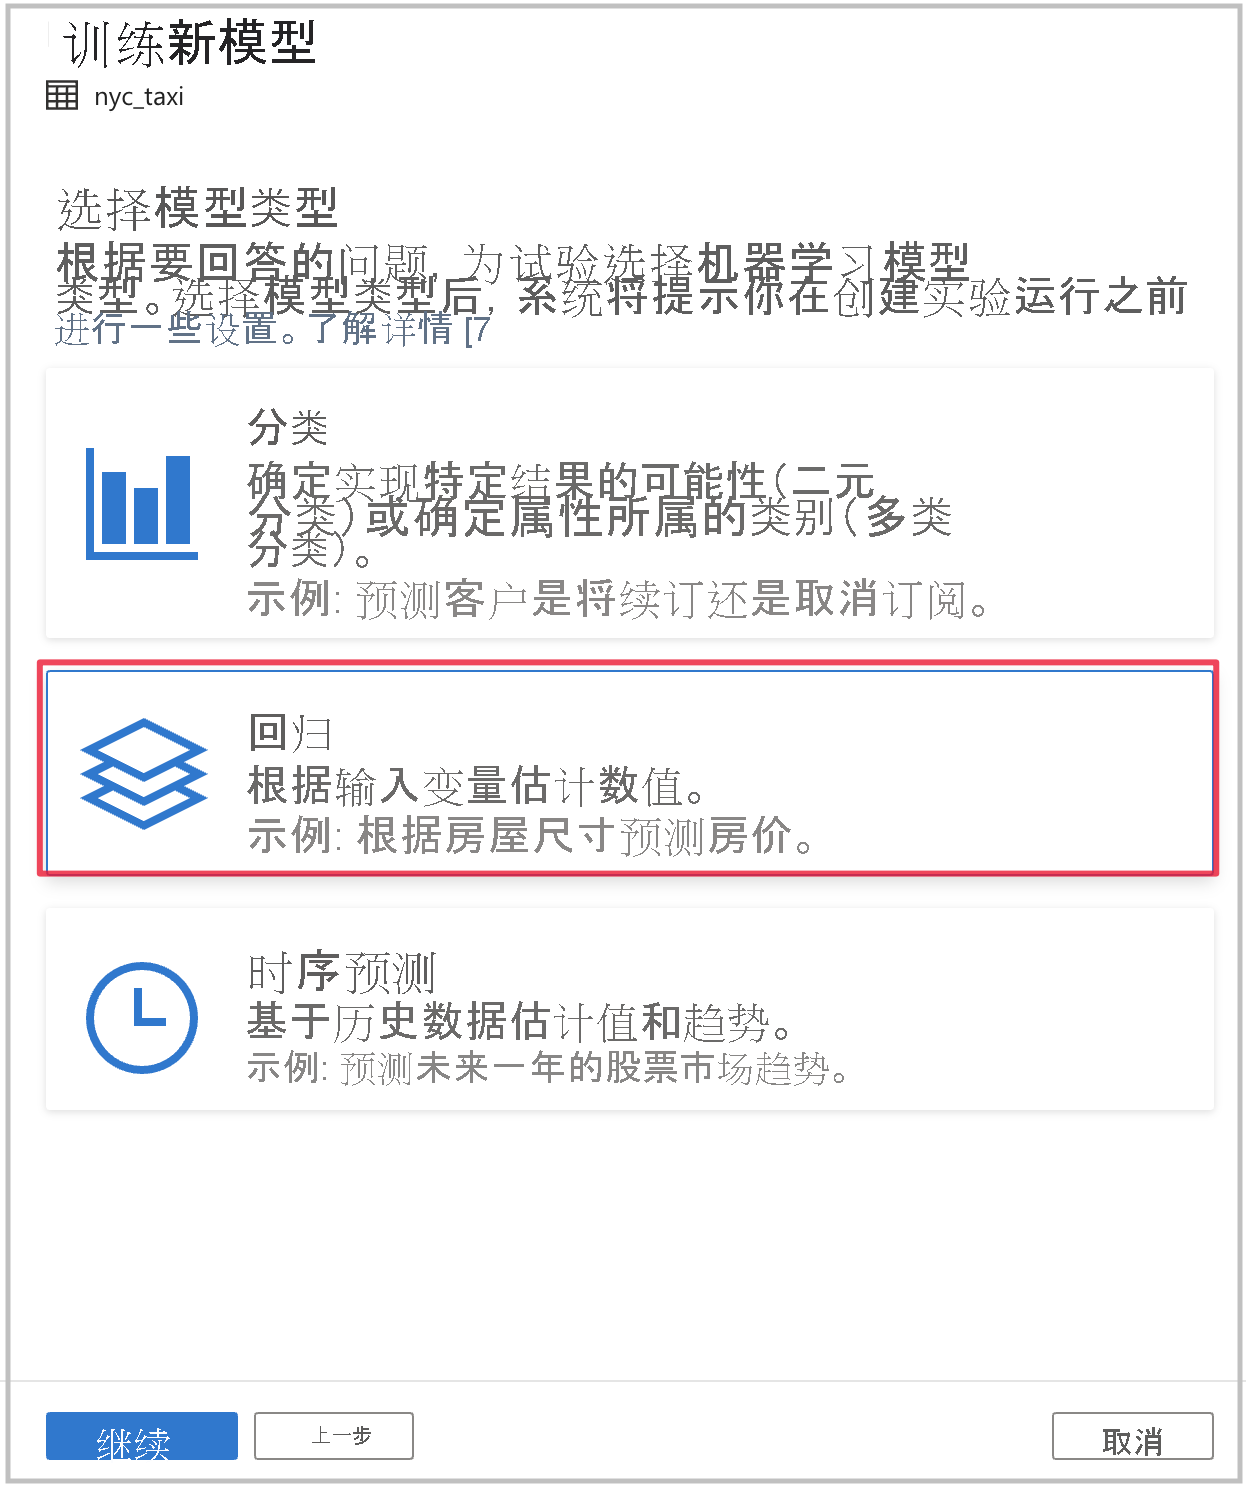 训练新模型
nyc_taxi
选择模型类型
根据要回答的问题, 为试验选择机器学习模型
类型。选择模型类型后, 系统将提示你在创建实验运行之前
进行一些设置。了解详情 [7
分类
确定实现特定结果的可能性(二元
分类)或确定属性所属的类别(多类
分类)。
示例: 预测客户是将续订还是取消订阅。
回归
根据输入变量估计数值。
示例: 根据房屋尺寸预测房价。
时序预测
基于历史数据估计值和趋势。
示例: 预测未来一年的股票市场趋势。
继续
上一步
取消